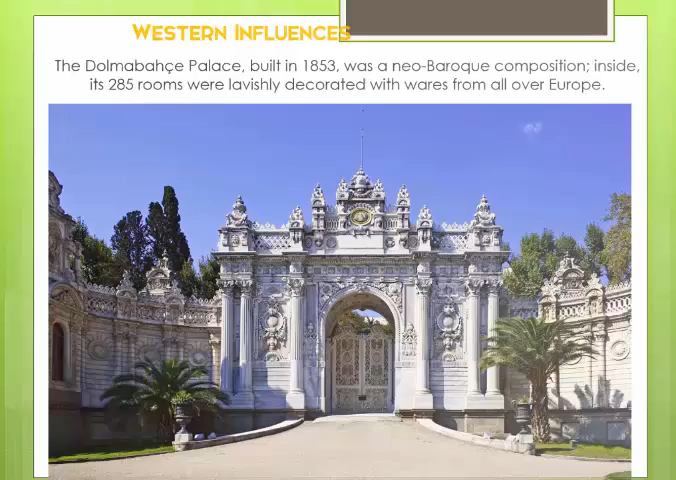 Western Influences
The Dolmabahçe Palace, built in 1853, was a neo-Baroque composition; inside,
its 285 rooms were lavishly decorated with wares from all over Europe.